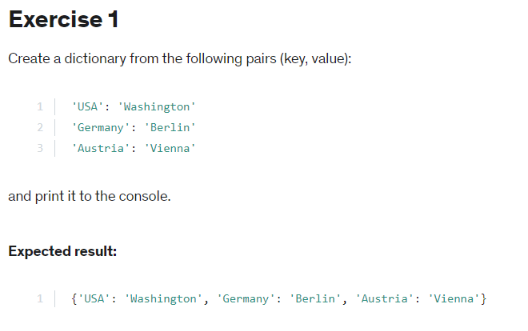 Exercise 1
Create a dictionary from the following pairs (key, value):
1 'USA': 'Washington'
2 'Germany': 'Berlin'
3 'Austria': 'Vienna'
and print it to the console.
Expected result:
1 {'USA': 'Washington', 'Germany': 'Berlin', 'Austria': 'Vienna'}